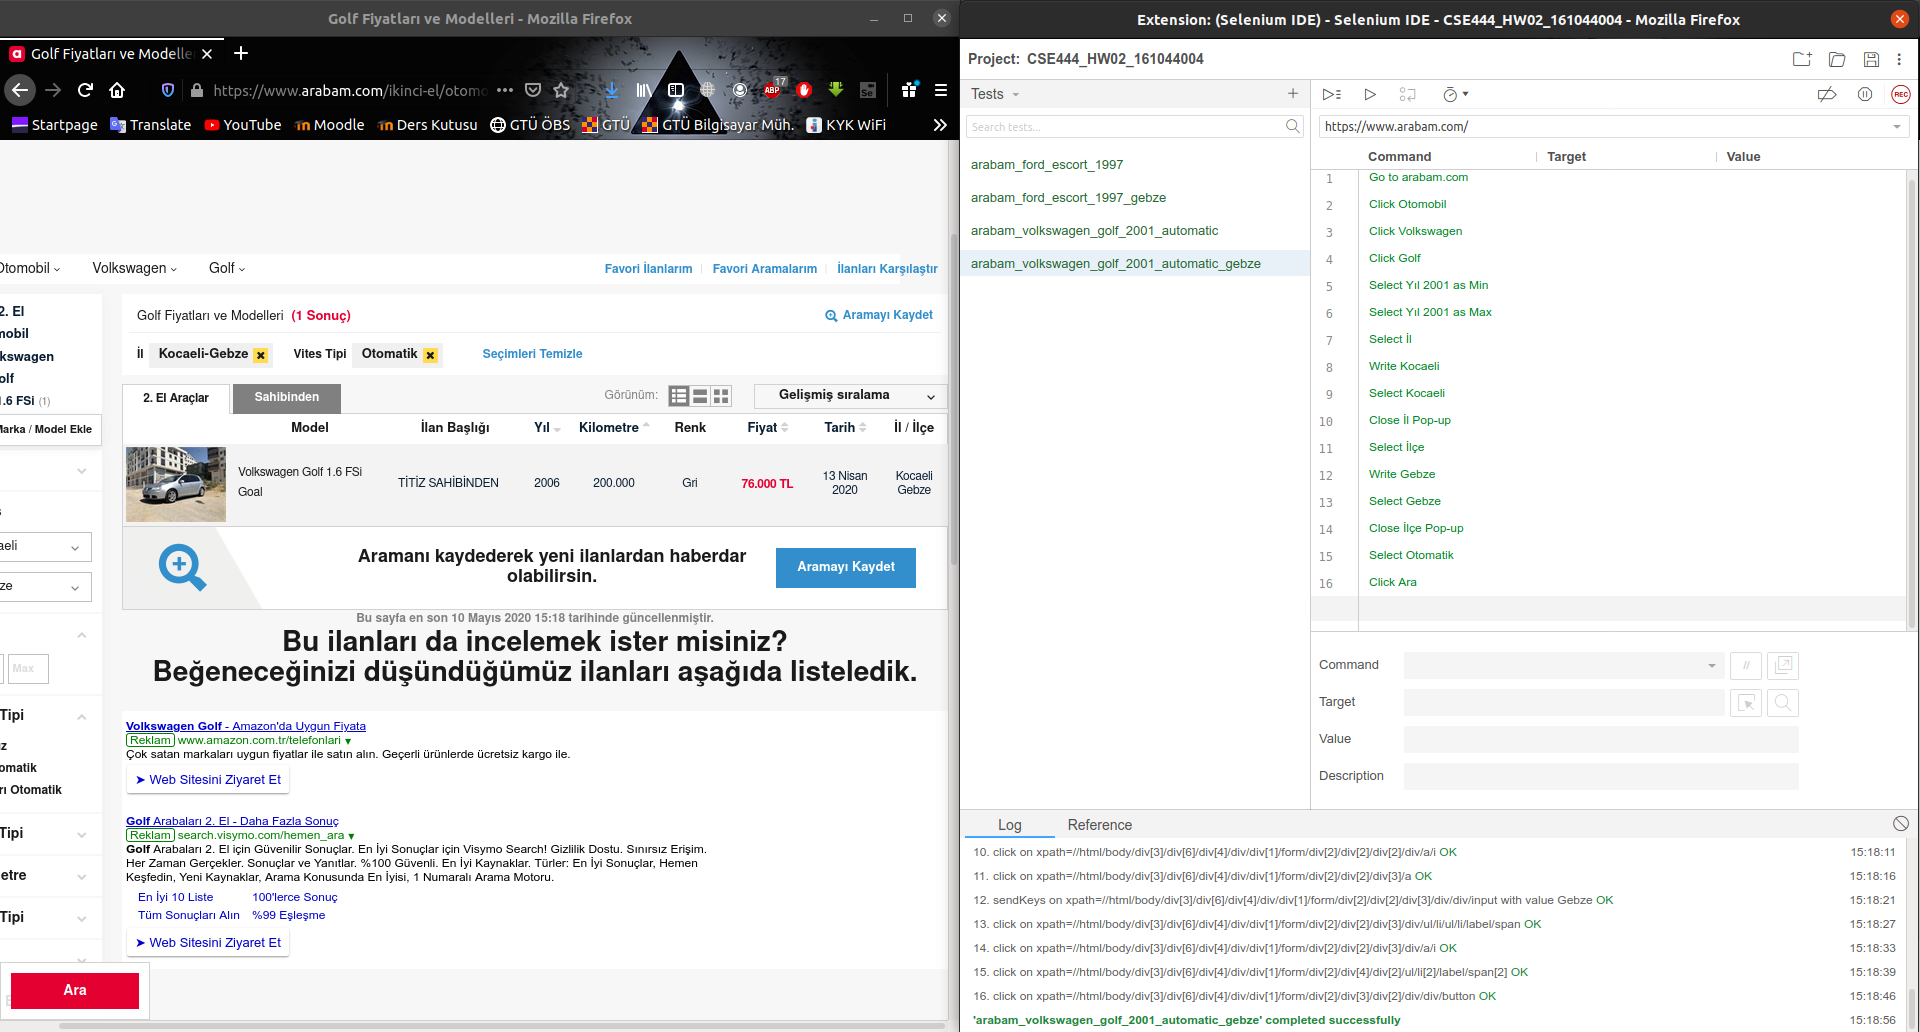 Golf Fiyatları ve Modelleri - Mozilla Firefox
Golf Fiyatları ve Modelle
https://www.arabam.com/ikinci-el/otomo
17
ABP
Se
Startpage
Translate
YouTube
Moodle
Ders Kutusu
GTÜ ÖBS
GTÜ
GTÜ Bilgisayar Müh.
KYK WiFi
Otomobil
Volkswagen
Golf
Favori İlanlarım
Favori Aramalarım
İlanları Karşılaştır
2. El
mobil
kswagen
olf
1.6 FSi (1)
Marka / Model Ekle
aeli
ze
Max
Tipi
z
omatik
rı Otomatik
Tipi
etre
Tipi
Ara
Golf Fiyatları ve Modelleri (1 Sonuç)
Aramayı Kaydet
İl Kocaeli-Gebze Vites Tipi Otomatik Seçimleri Temizle
2. El Araçlar
Sahibinden
Görünüm:
Gelişmiş sıralama
Model İlan Başlığı Yıl Kilometre Renk Fiyat Tarih İl / İlçe
Volkswagen Golf 1.6 FSi
Goal
TİTİZ SAHİBİNDEN
2006
200.000
Gri
76.000 TL
13 Nisan
2020
Kocaeli
Gebze
Aramanı kaydederek yeni ilanlardan haberdar
olabilirsin.
Aramayı Kaydet
Bu sayfa en son 10 Mayıs 2020 15:18 tarihinde güncellenmiştir.
Bu ilanları da incelemek ister misiniz?
Beğeneceğinizi düşündüğümüz ilanları aşağıda listeledik.
Volkswagen Golf - Amazon'da Uygun Fiyata
Reklam www.amazon.com.tr/telefonlari
Çok satan markaları uygun fiyatlar ile satın alın. Geçerli ürünlerde ücretsiz kargo ile.
Web Sitesini Ziyaret Et
Golf Arabaları 2. El - Daha Fazla Sonuç
Reklam search.visymo.com/hemen_ara
Golf Arabaları 2. El için Güvenilir Sonuçlar. En İyi Sonuçlar için Visymo Search! Gizlilik Dostu. Sınırsız Erişim.
Her Zaman Gerçekler. Sonuçlar ve Yanıtlar. %100 Güvenli. En İyi Kaynaklar. Türler: En İyi Sonuçlar, Hemen
Keşfedin, Yeni Kaynaklar, Arama Konusunda En İyisi, 1 Numaralı Arama Motoru.
En İyi 10 Liste 100'lerce Sonuç
Tüm Sonuçları Alın %99 Eşleşme
Web Sitesini Ziyaret Et
Extension: (Selenium IDE) - Selenium IDE - CSE444_HW02_161044004 - Mozilla Firefox
Project: CSE444_HW02_161044004
Tests
Search tests...
arabam_ford_escort_1997
arabam_ford_escort_1997_gebze
arabam_volkswagen_golf_2001_automatic
arabam_volkswagen_golf_2001_automatic_gebze
REC
https://www.arabam.com/
Command Target Value
1 Go to arabam.com
2 Click Otomobil
3 Click Volkswagen
4 Click Golf
5 Select Yıl 2001 as Min
6 Select Yıl 2001 as Max
7 Select İl
8 Write Kocaeli
9 Select Kocaeli
10 Close İl Pop-up
11 Select İlçe
12 Write Gebze
13 Select Gebze
14 Close İlçe Pop-up
15 Select Otomatik
16 Click Ara
Command
//
Target
Value
Description
Log
Reference
10. click on xpath=//html/body/div[3]/div[6]/div[4]/div/div[1]/form/div[2]/div[2]/div[2]/div/a/i OK 15:18:11
11. click on xpath=//html/body/div[3]/div[6]/div[4]/div/div[1]/form/div[2]/div[2]/div[3]/a OK 15:18:16
12. sendKeys on xpath=//html/body/div[3]/div[6]/div[4]/div/div[1]/form/div[2]/div[2]/div[3]/div/div/input with value Gebze OK 15:18:21
13. click on xpath=//html/body/div[3]/div[6]/div[4]/div/div[1]/form/div[2]/div[2]/div[3]/div/ul/li/ul/li/label/span OK 15:18:27
14. click on xpath=//html/body/div[3]/div[6]/div[4]/div/div[1]/form/div[2]/div[2]/div[3]/div/a/i OK 15:18:33
15. click on xpath=//html/body/div[3]/div[6]/div[4]/div/div[1]/form/div[2]/div[4]/div[2]/ul/li[2]/label/span[2] OK 15:18:39
16. click on xpath=//html/body/div[3]/div[6]/div[4]/div/div[1]/form/div[2]/div[3]/div[2]/div/div/button OK 15:18:46
'arabam_volkswagen_golf_2001_automatic_gebze' completed successfully 15:18:56